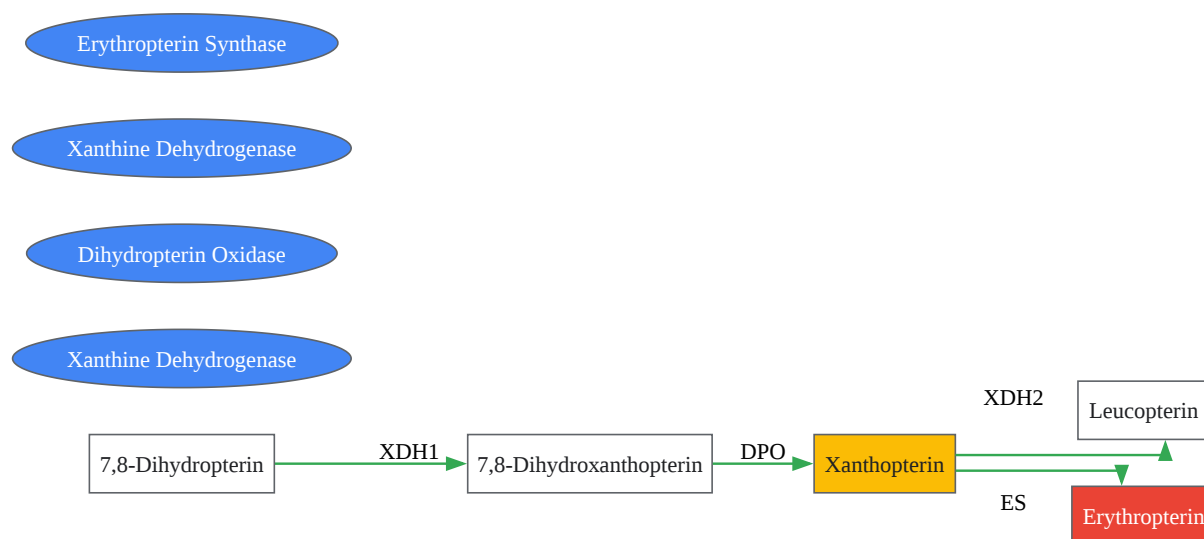 Erythropterin Synthase
Xanthine Dehydrogenase
Dihydropterin Oxidase
Xanthine Dehydrogenase
XDH2
Leucopterin
7,8-Dihydropterin
XDH1
7,8-Dihydroxanthopterin
DPO
Xanthopterin
ES
Erythropterin